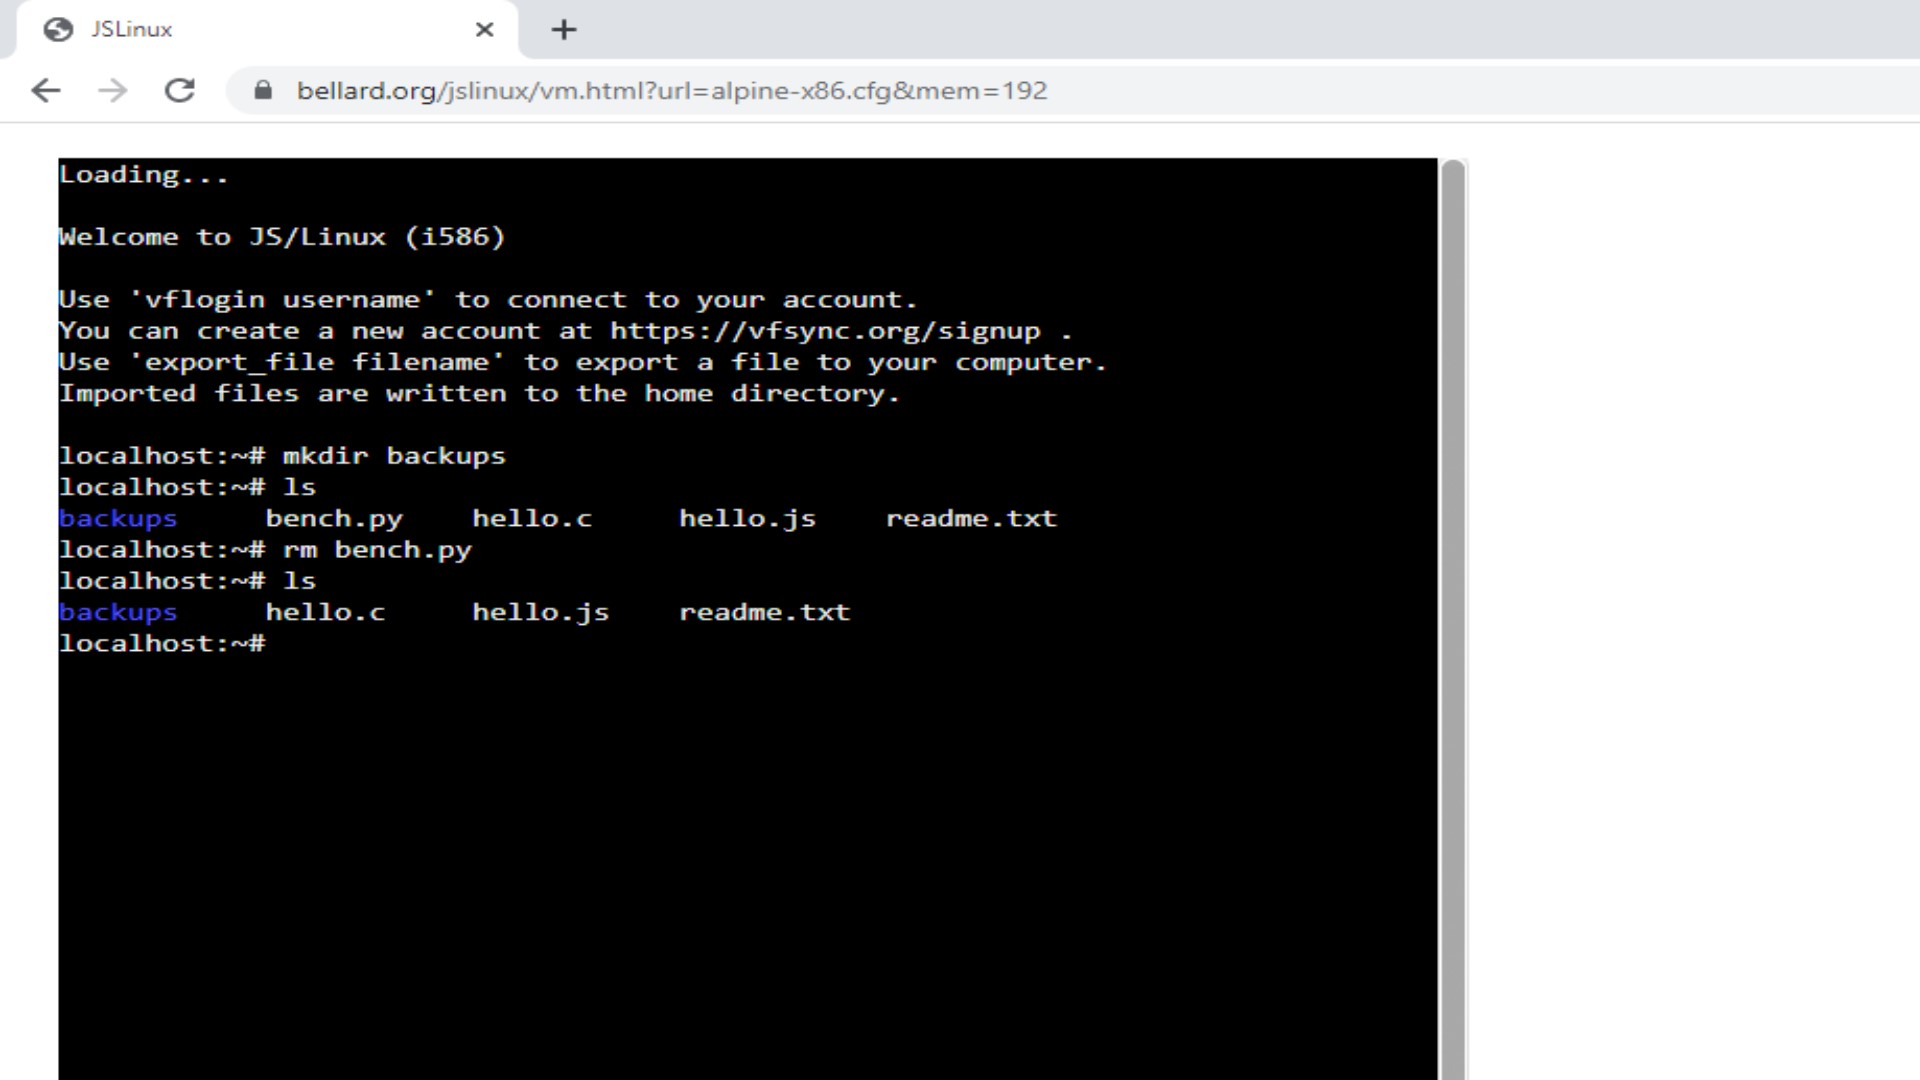 JSLinux
bellard.org/jslinux/vm.html?url=alpine-x86.cfg&mem=192
Loading...
Welcome to JS/Linux (i586)
Use 'vflogin username' to connect to your account.
You can create a new account at https://vfsync.org/signup .
Use 'export_file filename' to export a file to your computer.
Imported files are written to the home directory.
localhost:~# mkdir backups
localhost:~# ls
backups bench.py hello.c hello.js readme.txt
localhost:~# rm bench.py
localhost:~# ls
backups hello.c hello.js readme.txt
localhost:~#